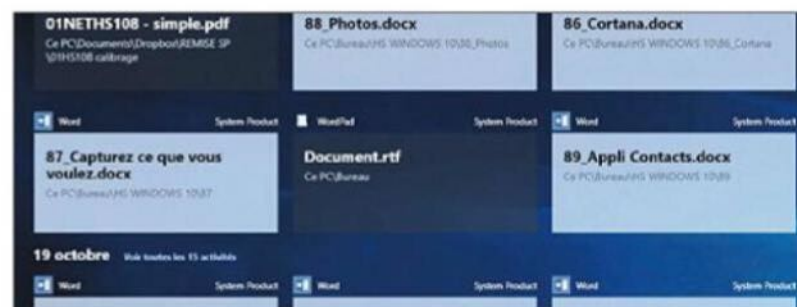 01NETHS108 - simple.pdf
Ce PC\Documents\Dropbox\REMISE SP
\01HS108 calibrage
88_Photos.docx
Ce PC\Bureau\HS WINDOWS 10\88_Photos
86_Cortana.docx
Ce PC\Bureau\HS WINDOWS 10\86_Cortana
Word System Product
WordPad System Product
Word System Product
87_Capturez ce que vous
voulez.docx
Ce PC\Bureau\HS WINDOWS 10\87
Document.rtf
Ce PC\Bureau
89_Appli Contacts.docx
Ce PC\Bureau\HS WINDOWS 10\89
19 octobre Voir toutes les 15 activités
Word System Product
Word System Product
Word System Product